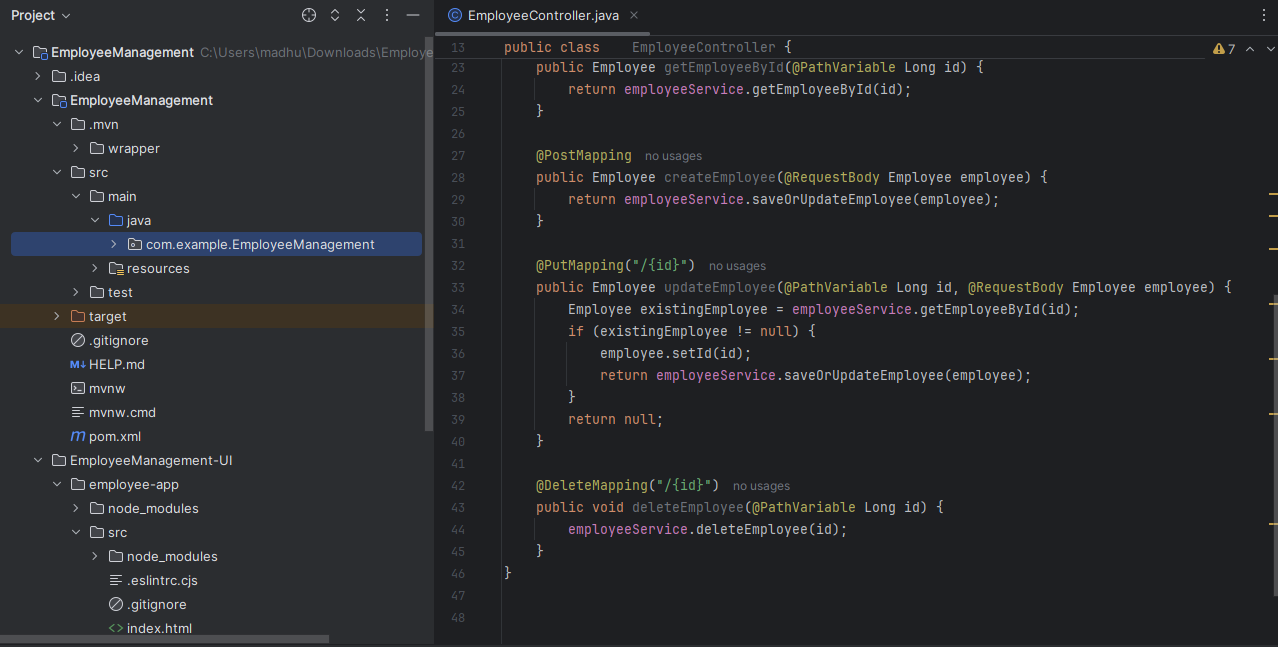 Project
EmployeeManagement C:\Users\madhu\Downloads\Employe
.idea
EmployeeManagement
.mvn
wrapper
src
main
java
com.example.EmployeeManagement
resources
test
target
.gitignore
M↓ HELP.md
mvnw
mvnw.cmd
m pom.xml
EmployeeManagement-UI
employee-app
node_modules
src
node_modules
.eslintrc.cjs
.gitignore
<> index.html
C EmployeeController.java
7
13 public class EmployeeController {
23 public Employee getEmployeeById(@PathVariable Long id) {
24 return employeeService.getEmployeeById(id);
25 }
26
27 @PostMapping no usages
28 public Employee createEmployee(@RequestBody Employee employee) {
29 return employeeService.saveOrUpdateEmployee(employee);
30 }
31
32 @PutMapping("/{id}") no usages
33 public Employee updateEmployee(@PathVariable Long id, @RequestBody Employee employee) {
34 Employee existingEmployee = employeeService.getEmployeeById(id);
35 if (existingEmployee != null) {
36 employee.setId(id);
37 return employeeService.saveOrUpdateEmployee(employee);
38 }
39 return null;
40 }
41
42 @DeleteMapping("/{id}") no usages
43 public void deleteEmployee(@PathVariable Long id) {
44 employeeService.deleteEmployee(id);
45 }
46 }
47
48